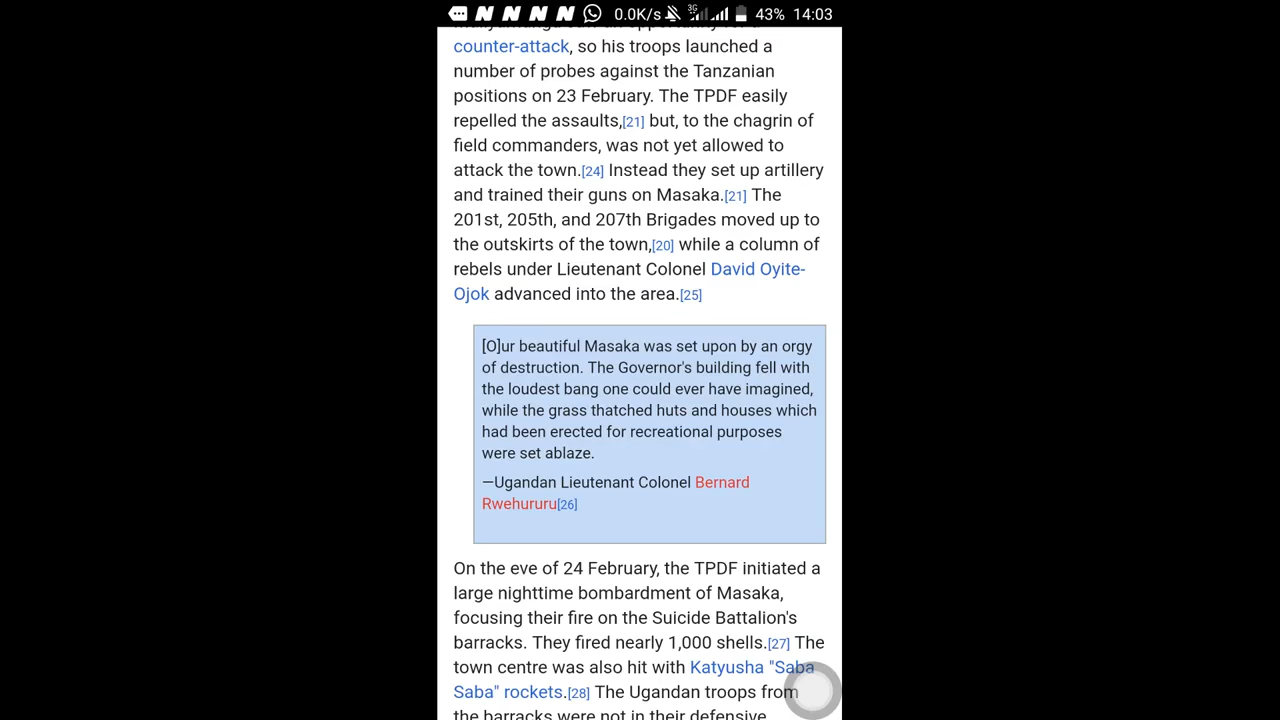 0.0K/s 3G 43% 14:03
counter-attack, so his troops launched a
number of probes against the Tanzanian
positions on 23 February. The TPDF easily
repelled the assaults,[21] but, to the chagrin of
field commanders, was not yet allowed to
attack the town.[24] Instead they set up artillery
and trained their guns on Masaka.[21] The
201st, 205th, and 207th Brigades moved up to
the outskirts of the town,[20] while a column of
rebels under Lieutenant Colonel David Oyite-
Ojok advanced into the area.[25]
[O]ur beautiful Masaka was set upon by an orgy
of destruction. The Governor's building fell with
the loudest bang one could ever have imagined,
while the grass thatched huts and houses which
had been erected for recreational purposes
were set ablaze.
—Ugandan Lieutenant Colonel Bernard
Rwehururu[26]
On the eve of 24 February, the TPDF initiated a
large nighttime bombardment of Masaka,
focusing their fire on the Suicide Battalion's
barracks. They fired nearly 1,000 shells.[27] The
town centre was also hit with Katyusha "Saba
Saba" rockets.[28] The Ugandan troops from
the barracks were not in their defensive